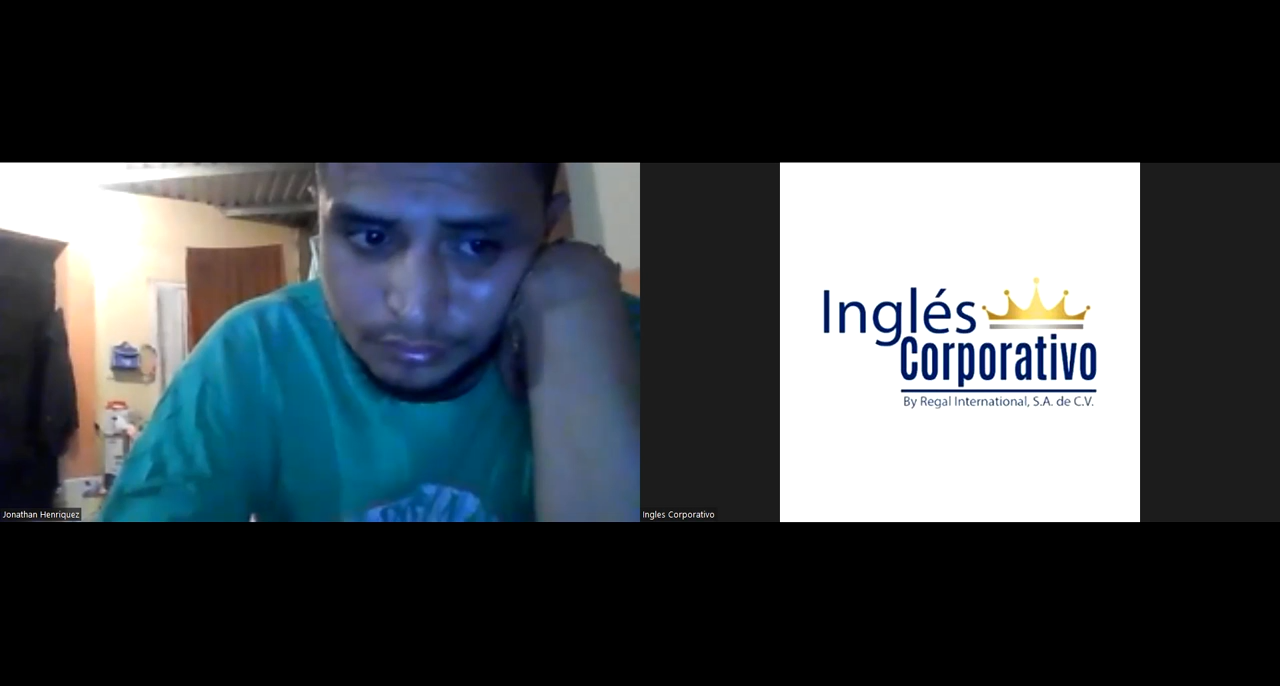 Inglés
Corporativo
By Regal International, S.A. de C.V.
Jonathan Henriquez
Ingles Corporativo